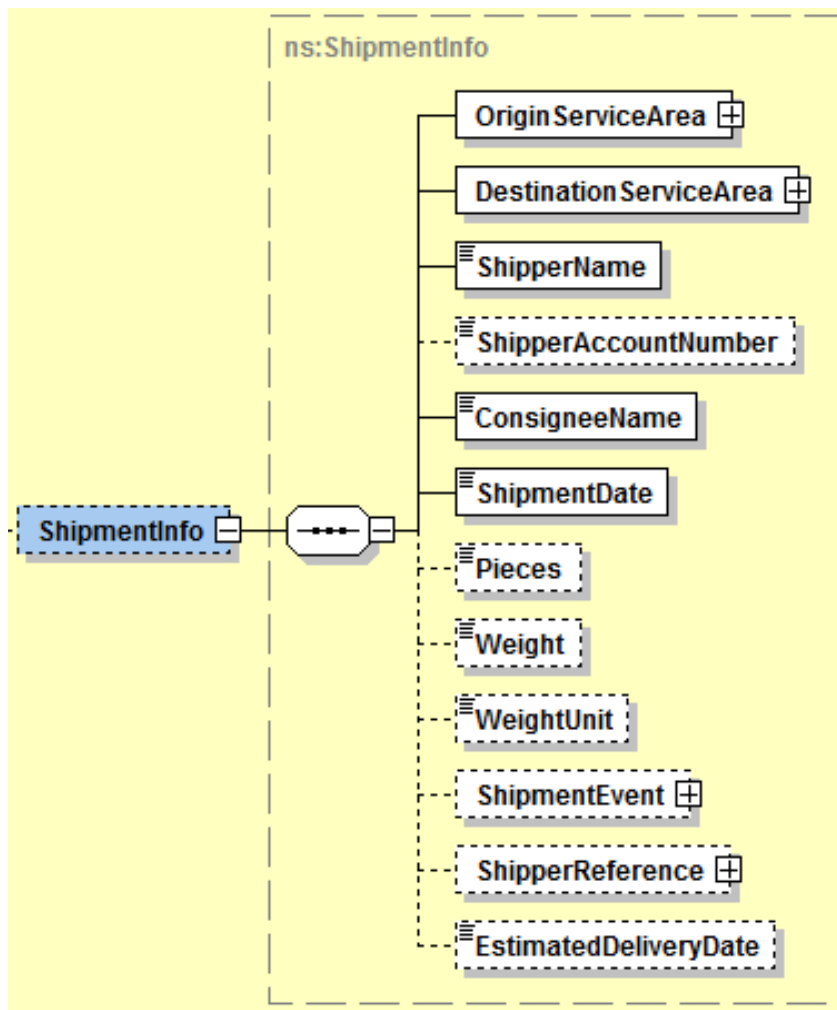 ns:ShipmentInfo
OriginServiceArea
DestinationServiceArea
ShipperName
ShipperAccountNumber
ConsigneeName
ShipmentDate
ShipmentInfo
Pieces
Weight
WeightUnit
ShipmentEvent
ShipperReference
EstimatedDeliveryDate